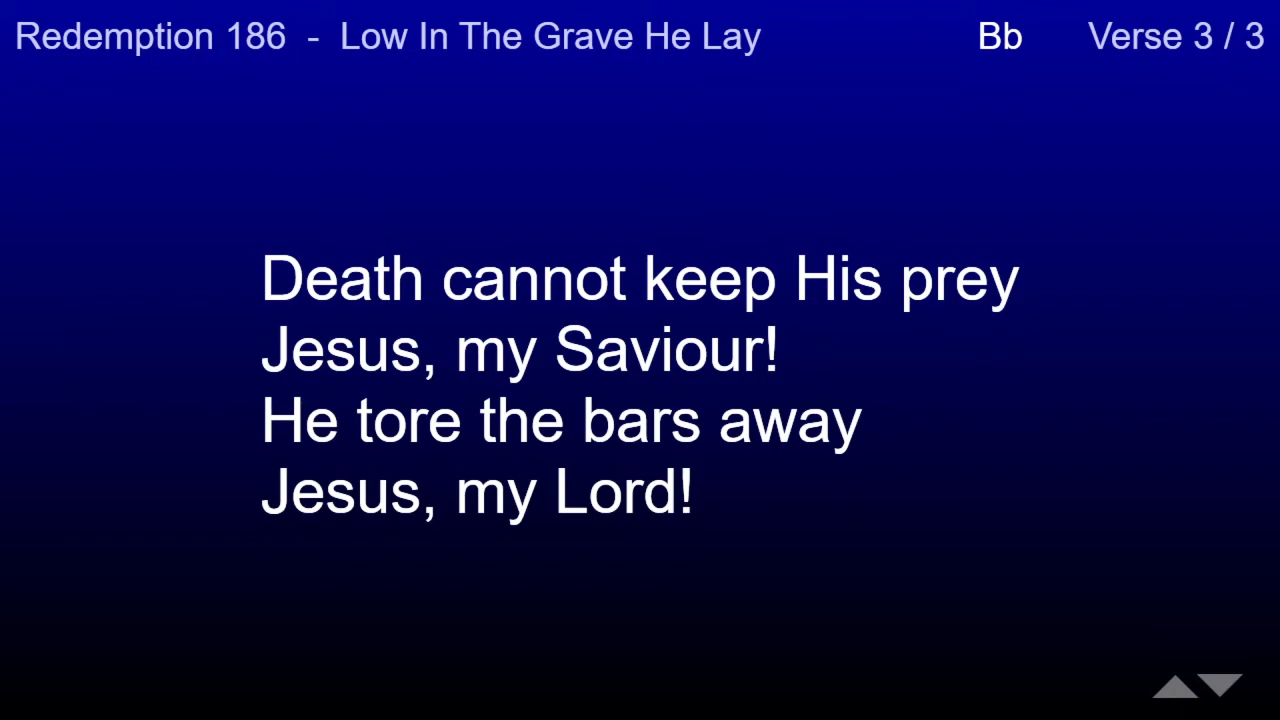 Redemption 186 - Low In The Grave He Lay Bb Verse 3 / 3
Death cannot keep His prey
Jesus, my Saviour!
He tore the bars away
Jesus, my Lord!